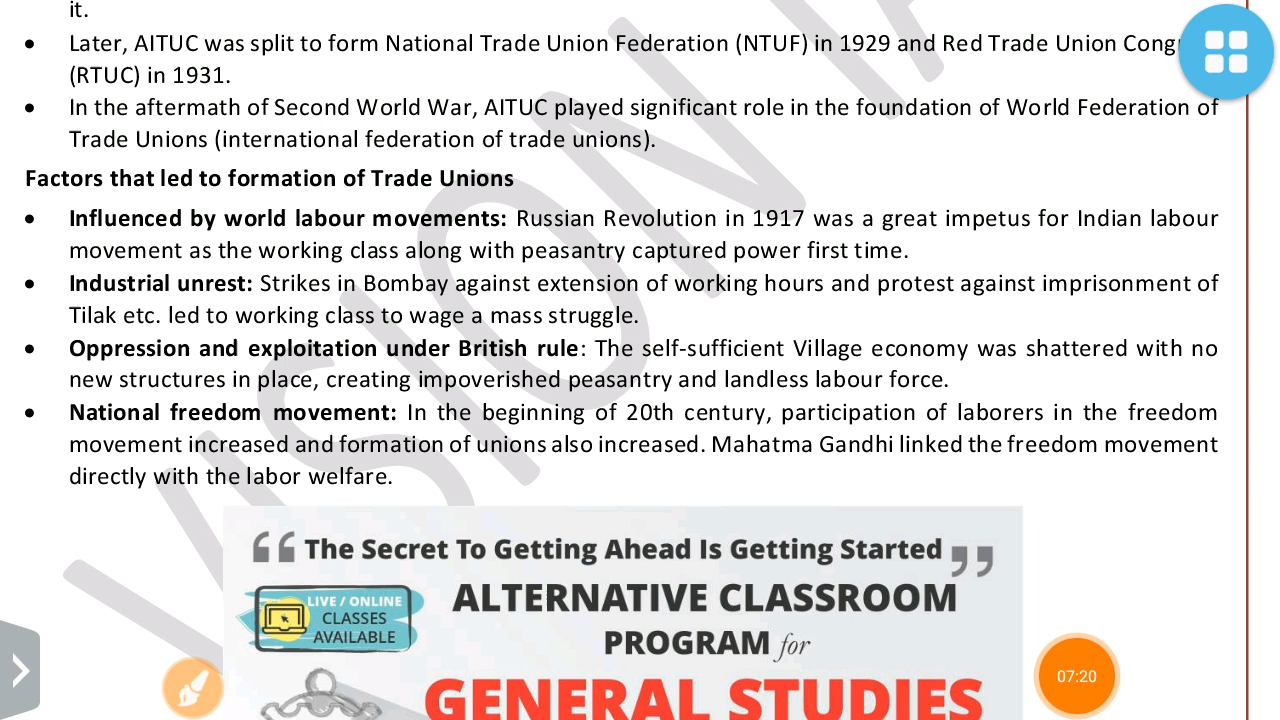 it.
• Later, AITUC was split to form National Trade Union Federation (NTUF) in 1929 and Red Trade Union
(RTUC) in 1931.
• In the aftermath of Second World War, AITUC played significant role in the foundation of World Federation of
Trade Unions (international federation of trade unions).
Factors that led to formation of Trade Unions
• Influenced by world labour movements: Russian Revolution in 1917 was a great impetus for Indian labour
movement as the working class along with peasantry captured power first time.
• Industrial unrest: Strikes in Bombay against extension of working hours and protest against imprisonment of
Tilak etc. led to working class to wage a mass struggle.
• Oppression and exploitation under British rule: The self-sufficient Village economy was shattered with no
new structures in place, creating impoverished peasantry and landless labour force.
• National freedom movement: In the beginning of 20th century, participation of laborers in the freedom
movement increased and formation of unions also increased. Mahatma Gandhi linked the freedom movement
directly with the labor welfare.
VISION IA
“ The Secret To Getting Ahead Is Getting Started ”
LIVE / ONLINE
CLASSES
AVAILABLE
ALTERNATIVE CLASSROOM
PROGRAM for
GENERAL STUDIES
07:20